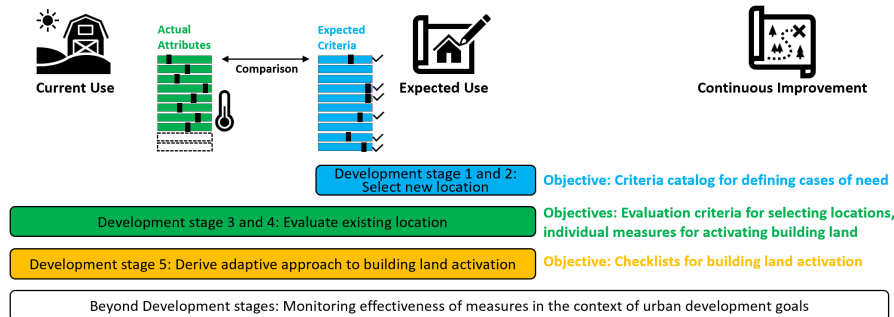 Actual
Attributes
Expected
Criteria
Comparison
Current Use
Expected Use
Continuous Improvement
Development stage 1 and 2:
Select new location
Objective: Criteria catalog for defining cases of need
Development stage 3 and 4: Evaluate existing location
Objectives: Evaluation criteria for selecting locations,
individual measures for activating building land
Development stage 5: Derive adaptive approach to building land activation
Objective: Checklists for building land activation
Beyond Development stages: Monitoring effectiveness of measures in the context of urban development goals